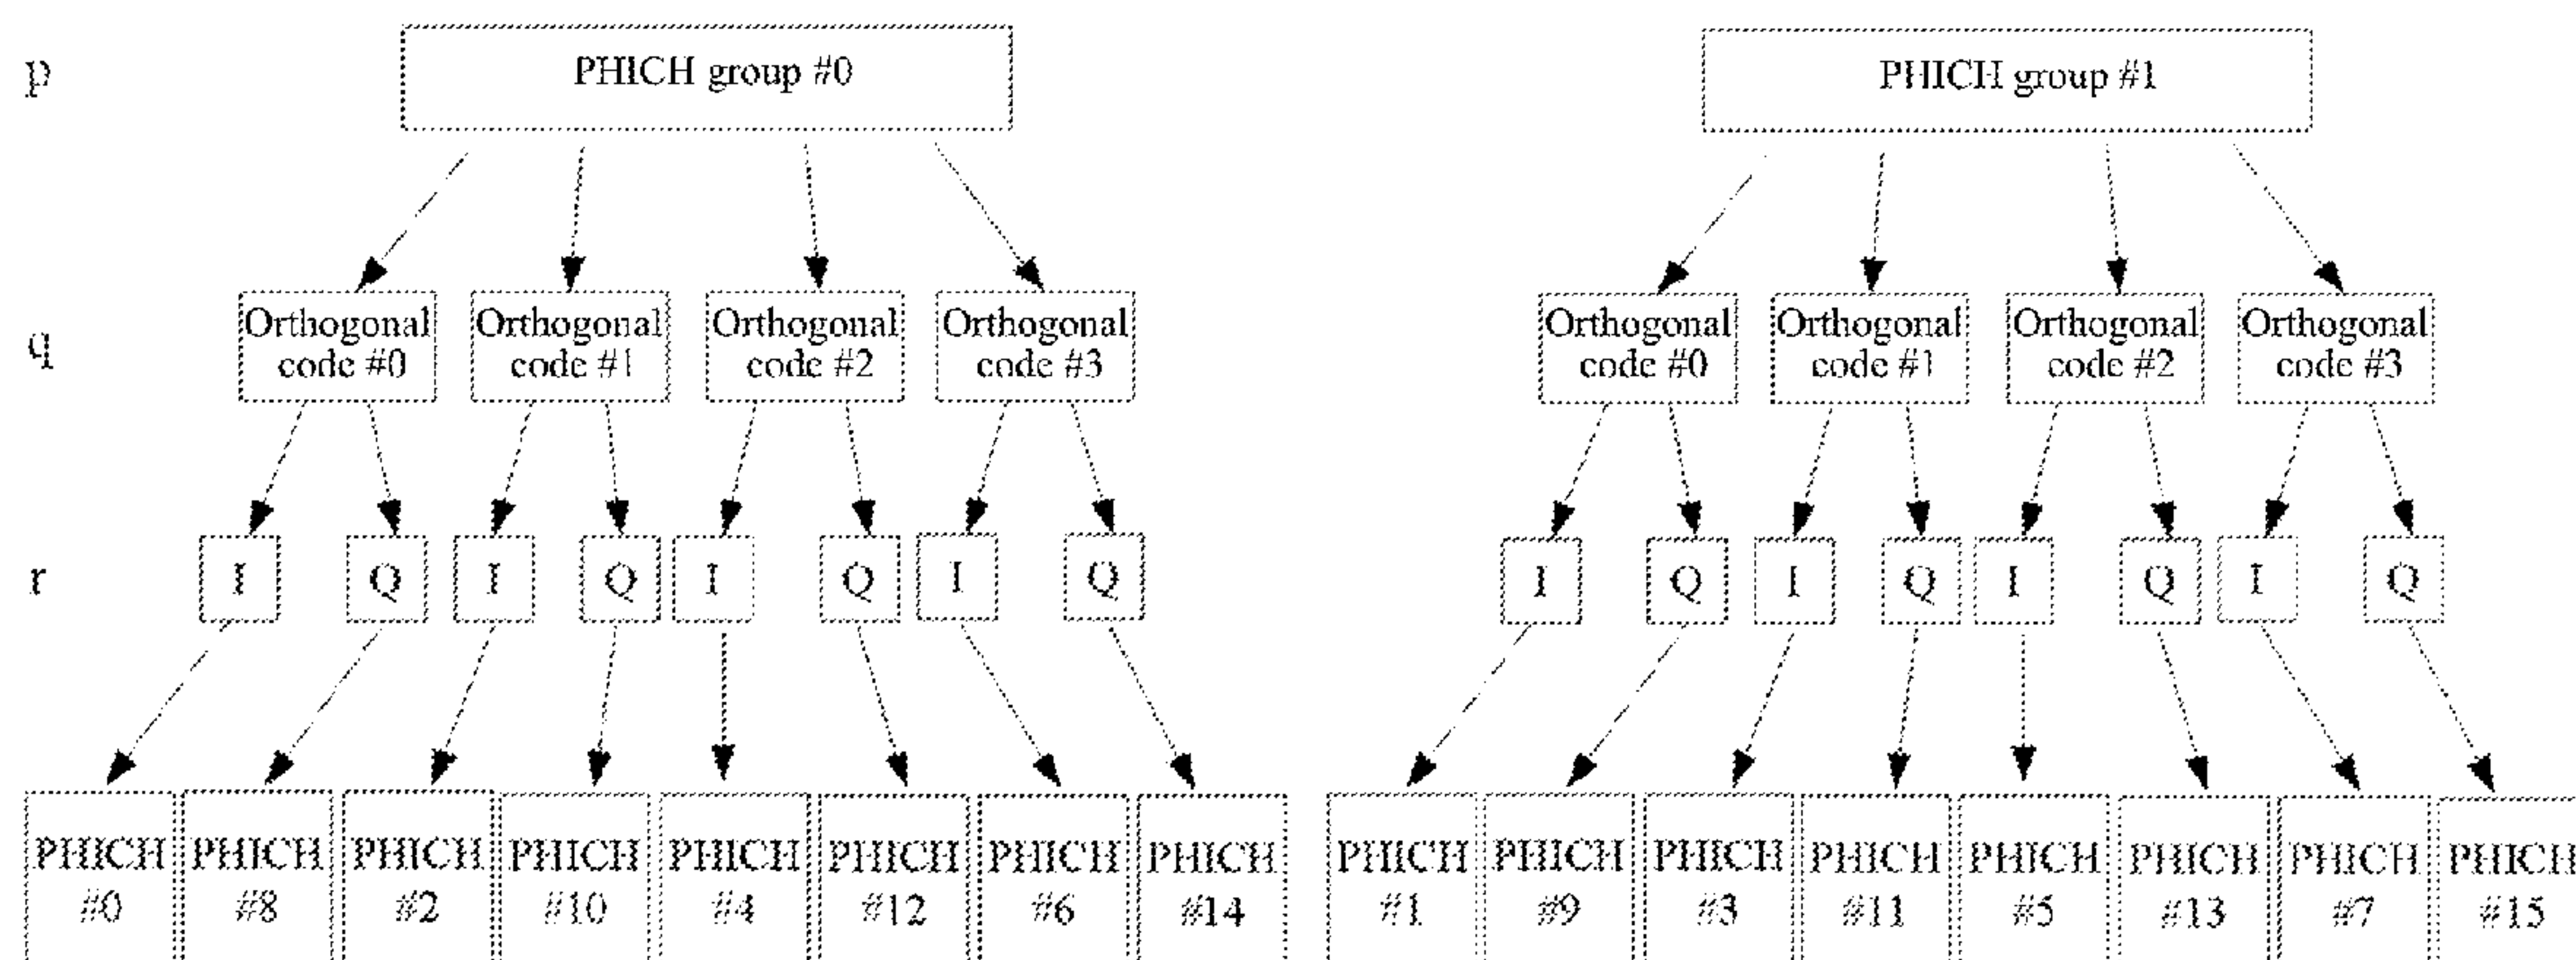 p
PHICH group #0
PHICH group #1
q
Orthogonal
code #0
Orthogonal
code #1
Orthogonal
code #2
Orthogonal
code #3
Orthogonal
code #0
Orthogonal
code #1
Orthogonal
code #2
Orthogonal
code #3
r
I
Q
I
Q
I
Q
I
Q
I
Q
I
Q
I
Q
I
Q
PHICH
#0
PHICH
#8
PHICH
#2
PHICH
#10
PHICH
#4
PHICH
#12
PHICH
#6
PHICH
#14
PHICH
#1
PHICH
#9
PHICH
#3
PHICH
#11
PHICH
#5
PHICH
#13
PHICH
#7
PHICH
#15